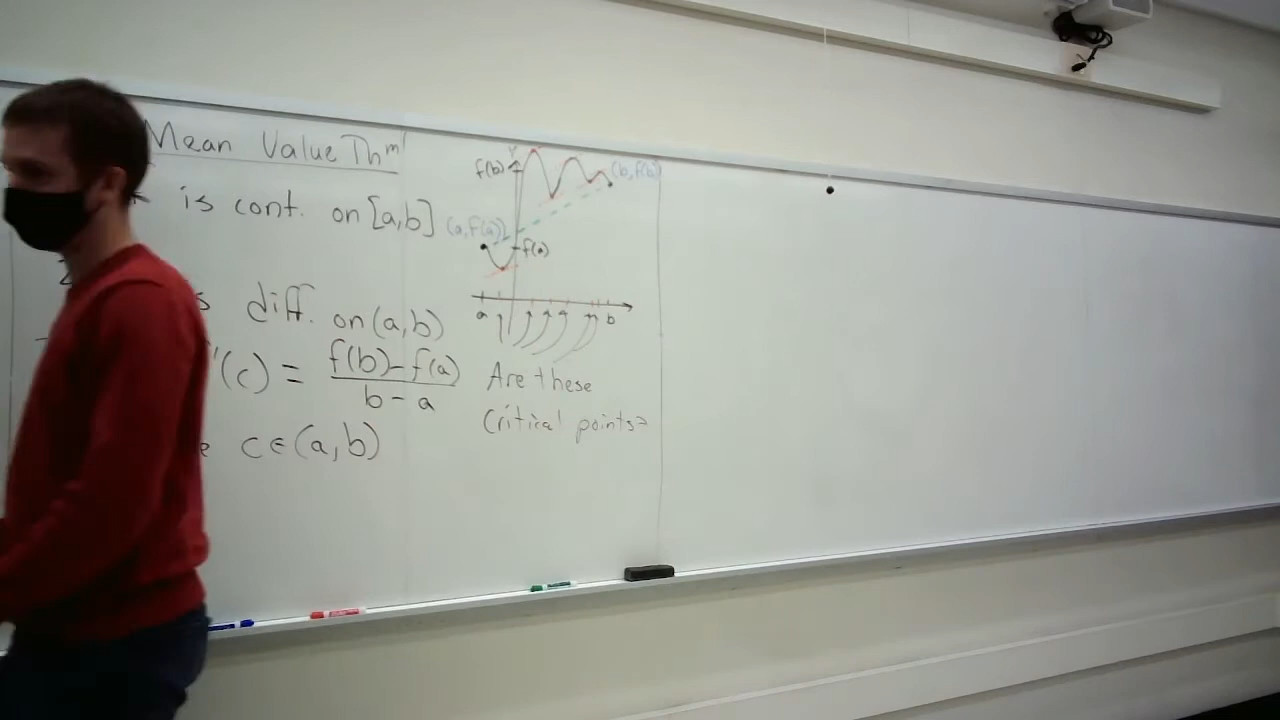 Mean Value Thm
is cont. on [a,b]
diff. on (a,b)
'(c) = f(b)-f(a)
b-a
c∈(a,b)
f(b)
(b,f(b))
(a,f(a))
f(a)
a
b
Are these
Critical points?